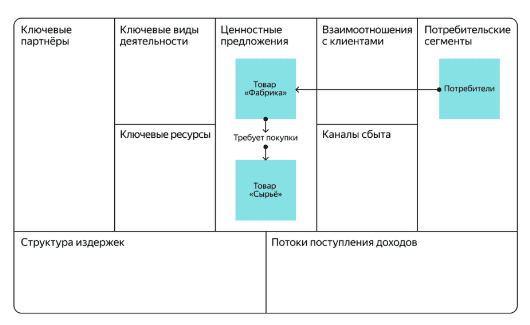 Ключевые
партнёры
Ключевые виды
деятельности
Ценностные
предложения
Взаимоотношения
с клиентами
Потребительские
сегменты
Товар
«Фабрика»
Потребители
Ключевые ресурсы
Требует покупки
Каналы сбыта
Товар
«Сырьё»
Структура издержек
Потоки поступления доходов